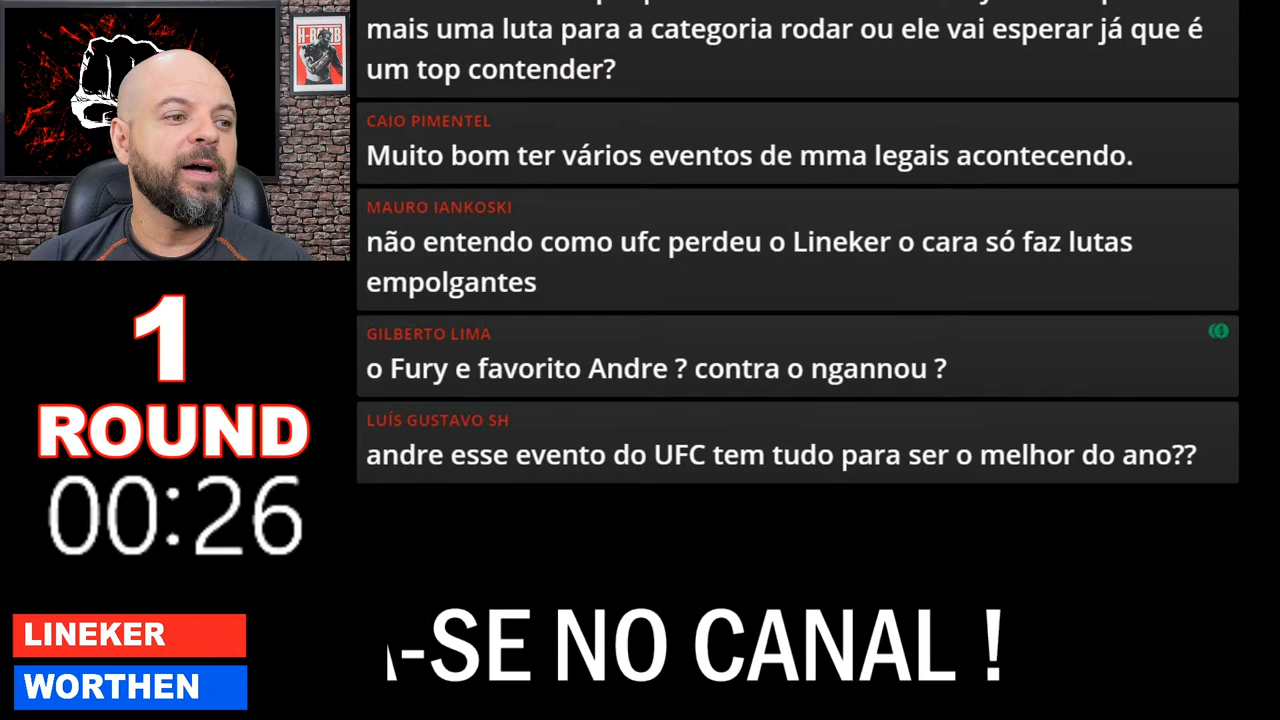 mais uma luta para a categoria rodar ou ele vai esperar já que é
um top contender?
CAIO PIMENTEL
Muito bom ter vários eventos de mma legais acontecendo.
MAURO IANKOSKI
não entendo como ufc perdeu o Lineker o cara só faz lutas
empolgantes
GILBERTO LIMA
o Fury e favorito Andre ? contra o ngannou ?
LUÍS GUSTAVO SH
andre esse evento do UFC tem tudo para ser o melhor do ano??
1
ROUND
00:26
LINEKER
WORTHEN
-SE NO CANAL !